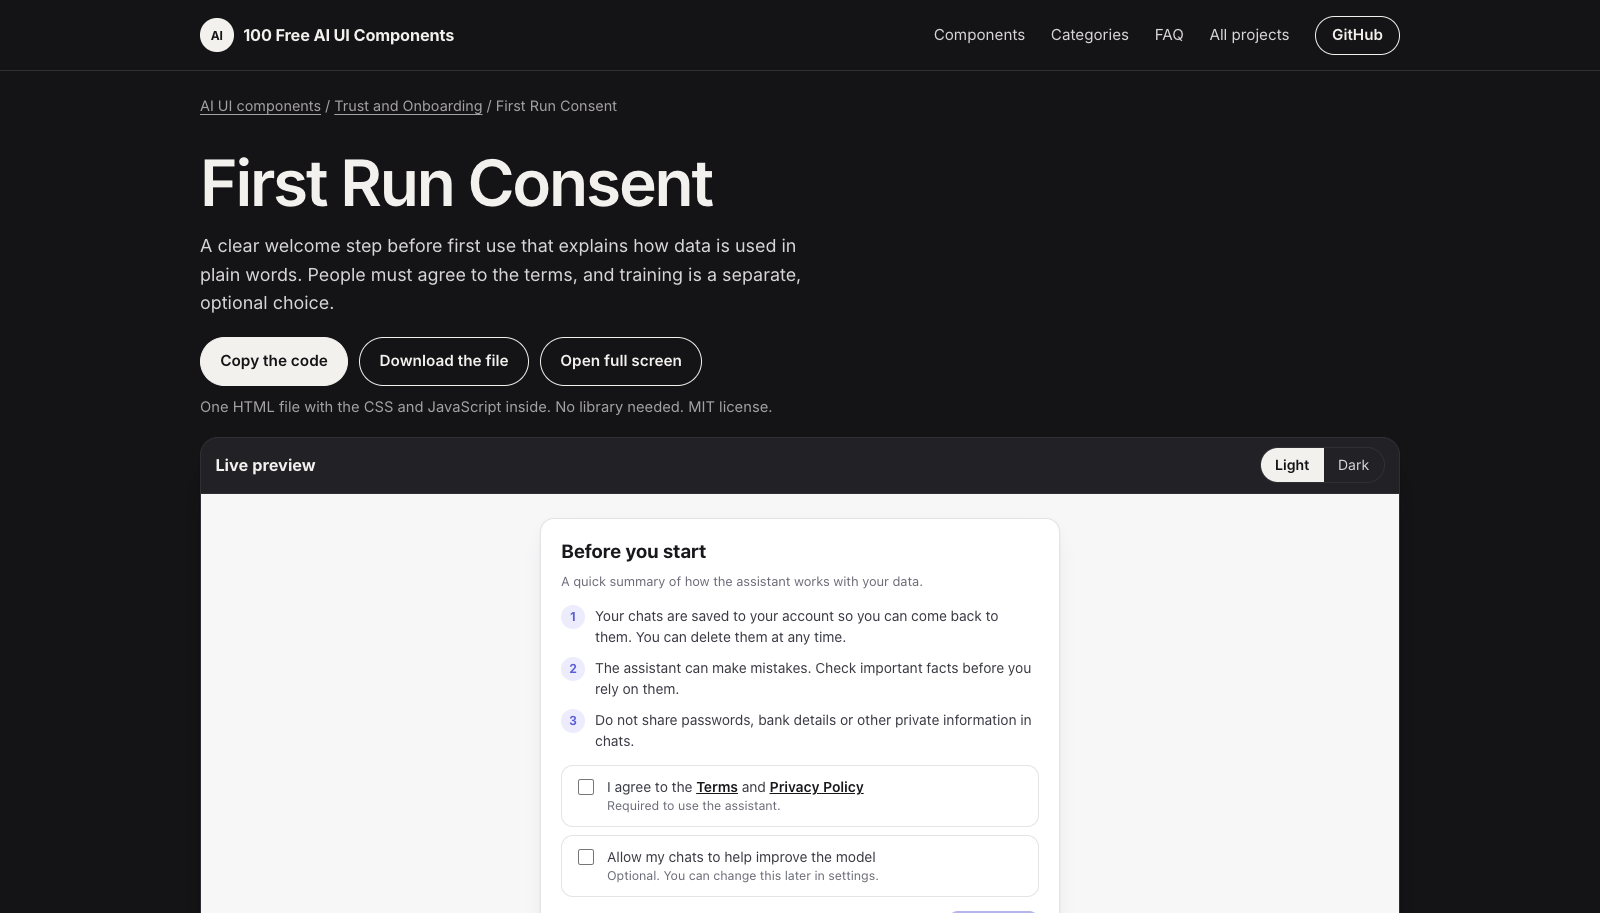 AI 100 Free AI UI Components
Components Categories FAQ All projects GitHub
AI UI components / Trust and Onboarding / First Run Consent
First Run Consent
A clear welcome step before first use that explains how data is used in
plain words. People must agree to the terms, and training is a separate,
optional choice.
Copy the code Download the file Open full screen
One HTML file with the CSS and JavaScript inside. No library needed. MIT license.
Live preview Light Dark
Before you start
A quick summary of how the assistant works with your data.
1 Your chats are saved to your account so you can come back to
them. You can delete them at any time.
2 The assistant can make mistakes. Check important facts before you
rely on them.
3 Do not share passwords, bank details or other private information in
chats.
I agree to the Terms and Privacy Policy
Required to use the assistant.
Allow my chats to help improve the model
Optional. You can change this later in settings.